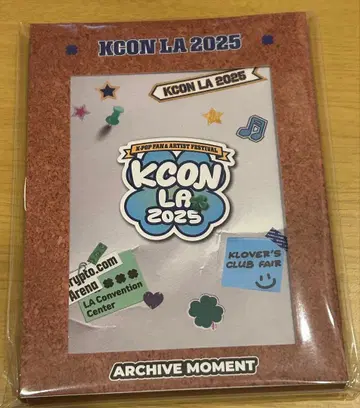 KCON LA 2025
KCON LA 2025
K-POP FAN & ARTIST FESTIVAL
KCON
LA
2025
KLOVER'S
CLUB FAIR
rypto.com
Arena
LA Convention
Center
ARCHIVE MOMENT